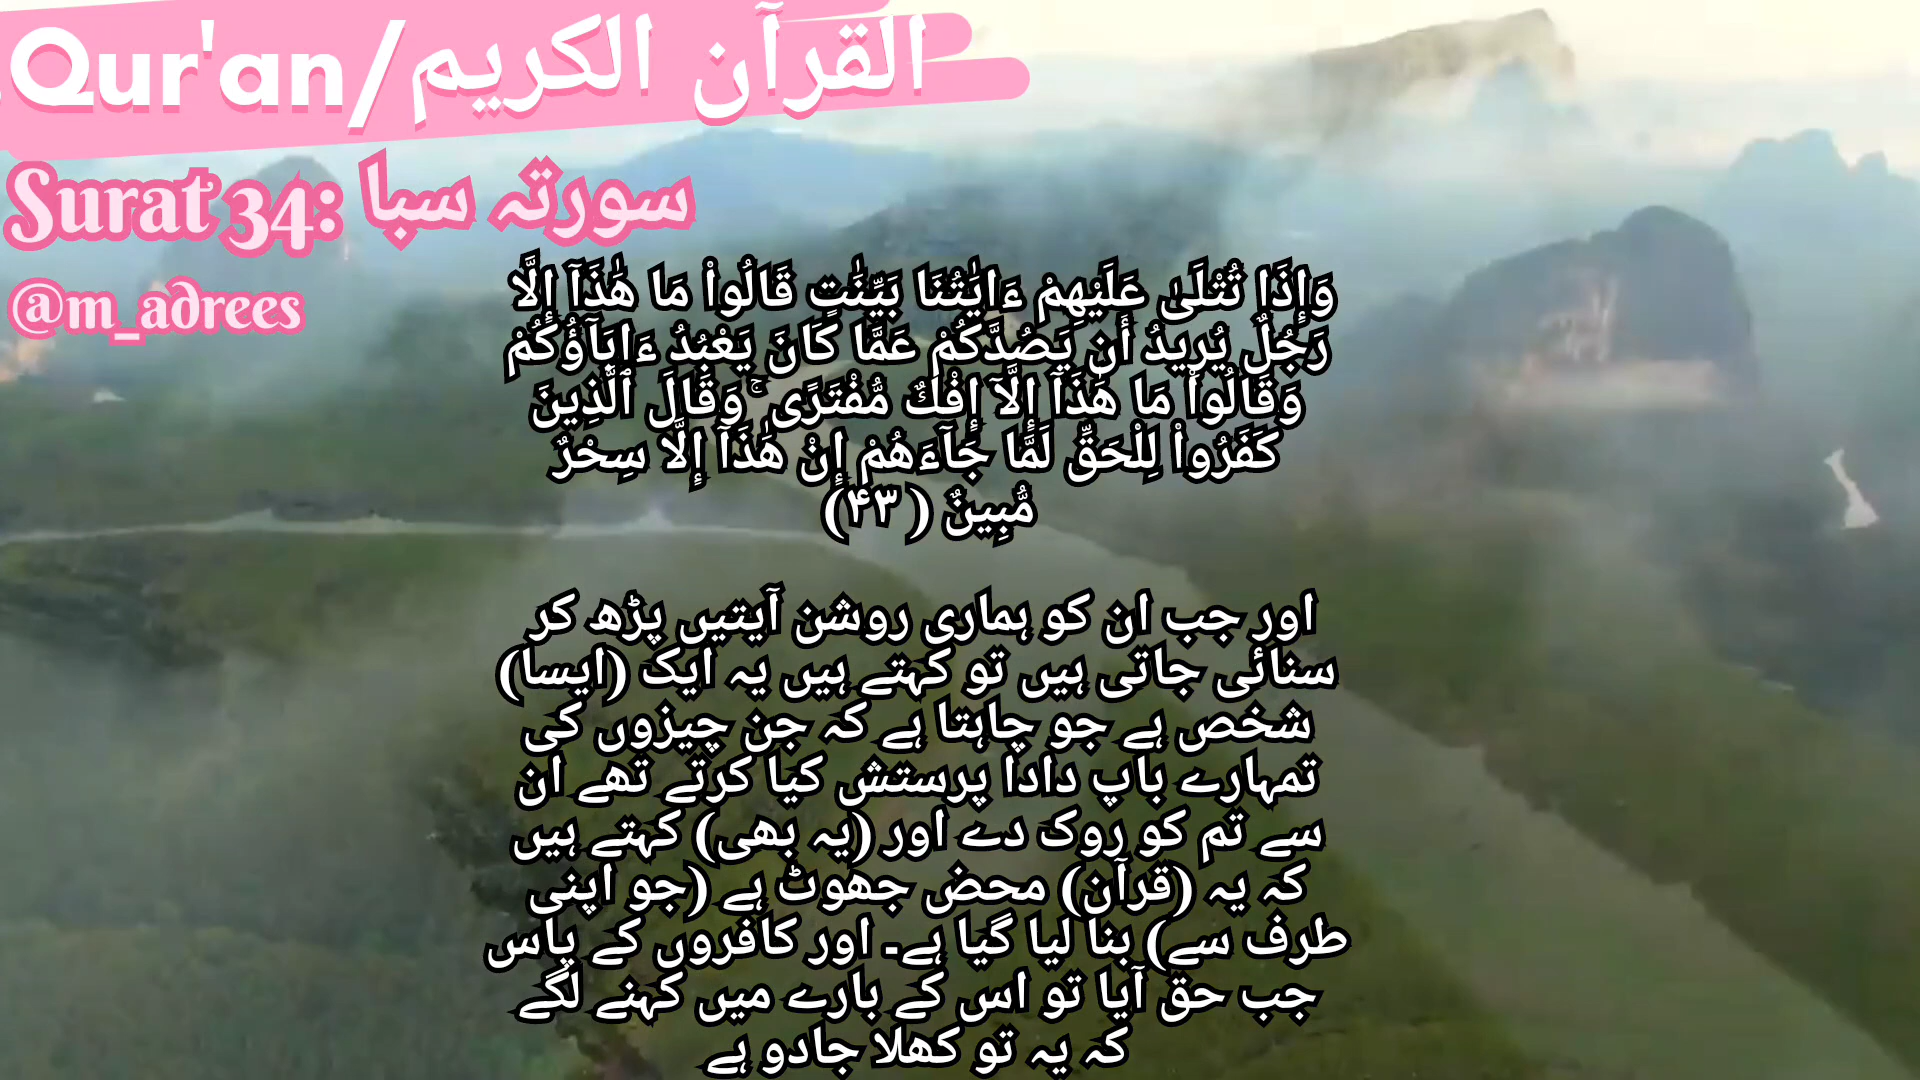 Qur'an/القرآن الكريم
Surat 34: سورتہ سبا
@m_adrees
وَإِذَا تُتْلَىٰ عَلَيْهِمْ ءَايَٰتُنَا بَيِّنَٰتٍ قَالُوا۟ مَا هَٰذَآ إِلَّا
رَجُلٌ يُرِيدُ أَن يَصُدَّكُمْ عَمَّا كَانَ يَعْبُدُ ءَابَآؤُكُمْ
وَقَالُوا۟ مَا هَٰذَآ إِلَّآ إِفْكٌ مُّفْتَرًى ۚ وَقَالَ ٱلَّذِينَ
كَفَرُوا۟ لِلْحَقِّ لَمَّا جَآءَهُمْ إِنْ هَٰذَآ إِلَّا سِحْرٌ
مُّبِينٌ (۴۳)
اور جب ان کو ہماری روشن آیتیں پڑھ کر
سنائی جاتی ہیں تو کہتے ہیں یہ ایک (ایسا)
شخص ہے جو چاہتا ہے کہ جن چیزوں کی
تمہارے باپ دادا پرستش کیا کرتے تھے ان
سے تم کو روک دے اور (یہ بھی) کہتے ہیں
کہ یہ (قرآن) محض جھوٹ ہے (جو اپنی
طرف سے) بنا لیا گیا ہے۔ اور کافروں کے پاس
جب حق آیا تو اس کے بارے میں کہنے لگے
کہ یہ تو کھلا جادو ہے